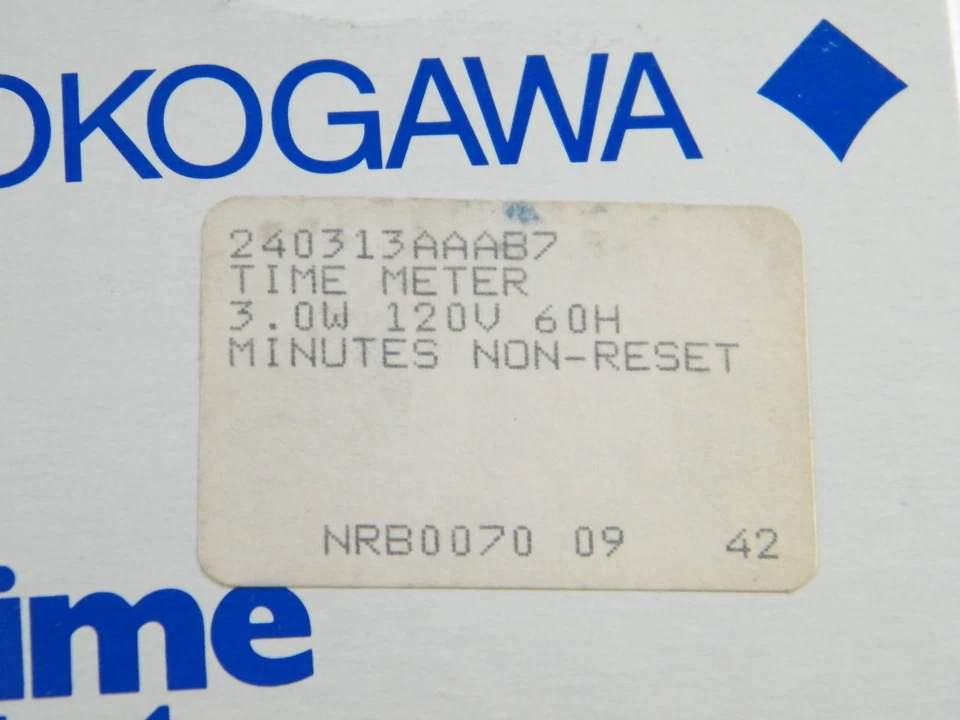 OKOGAWA
240313AAAB7
TIME METER
3.0W 120V 60H
MINUTES NON-RESET
NRB0070 09 42
ime